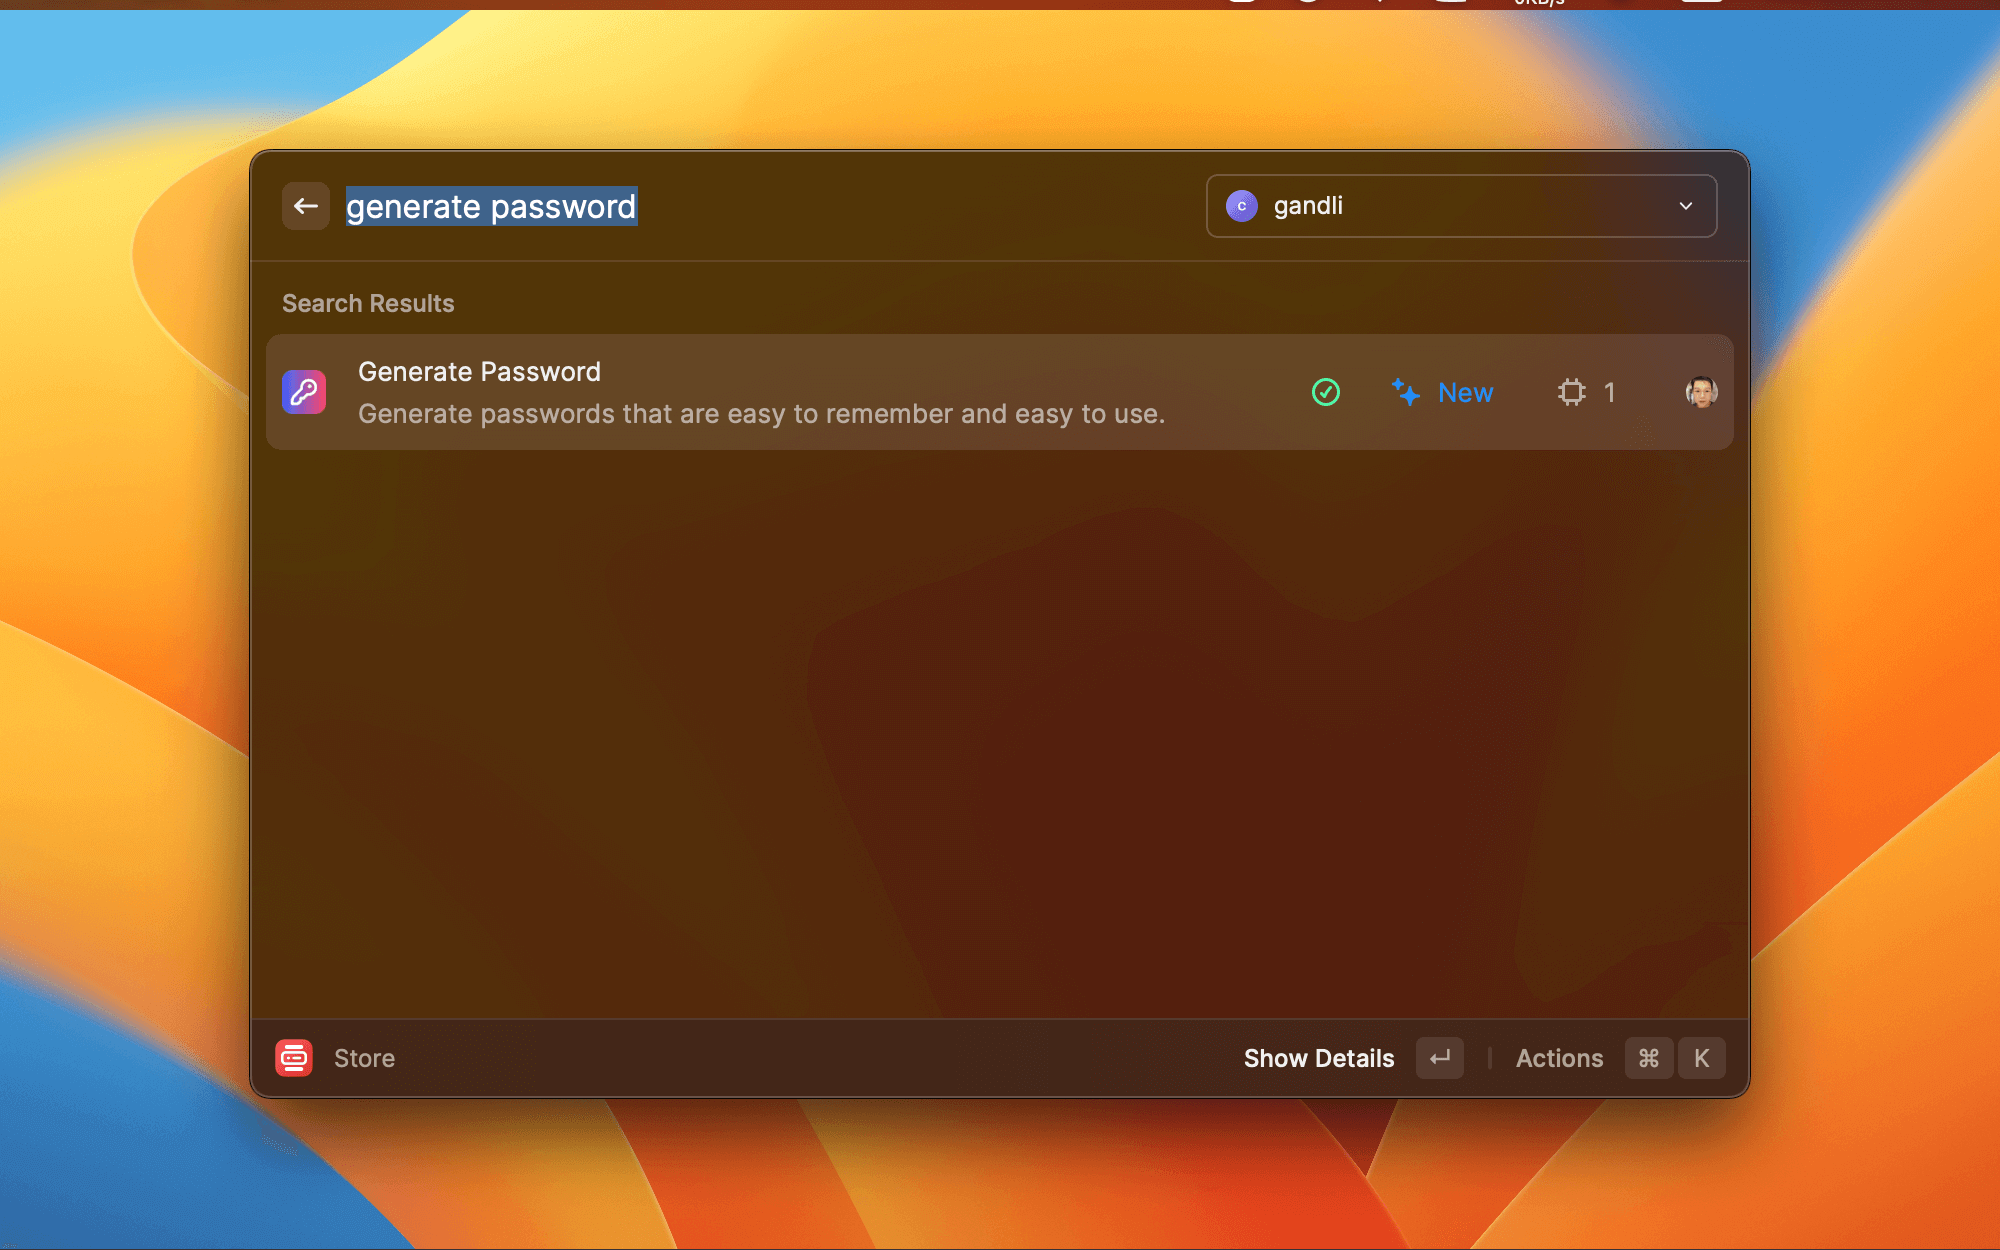 generate password
c
gandli
Search Results
Generate Password
Generate passwords that are easy to remember and easy to use.
New
1
Store
Show Details
Actions
⌘
K